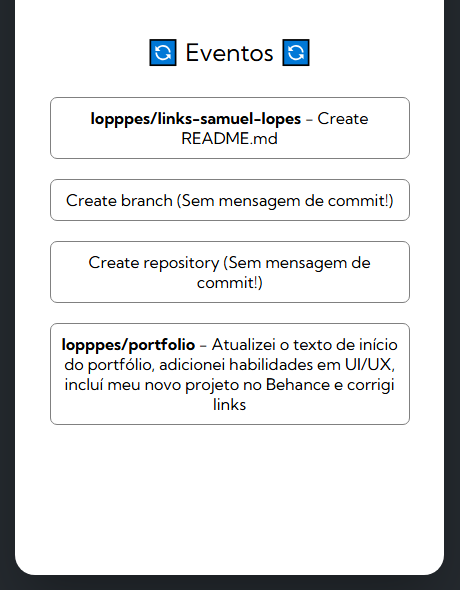 🔄 Eventos 🔄
lopppes/links-samuel-lopes - Create
README.md
Create branch (Sem mensagem de commit!)
Create repository (Sem mensagem de
commit!)
lopppes/portfolio - Atualizei o texto de início
do portfólio, adicionei habilidades em UI/UX,
incluí meu novo projeto no Behance e corrigi
links